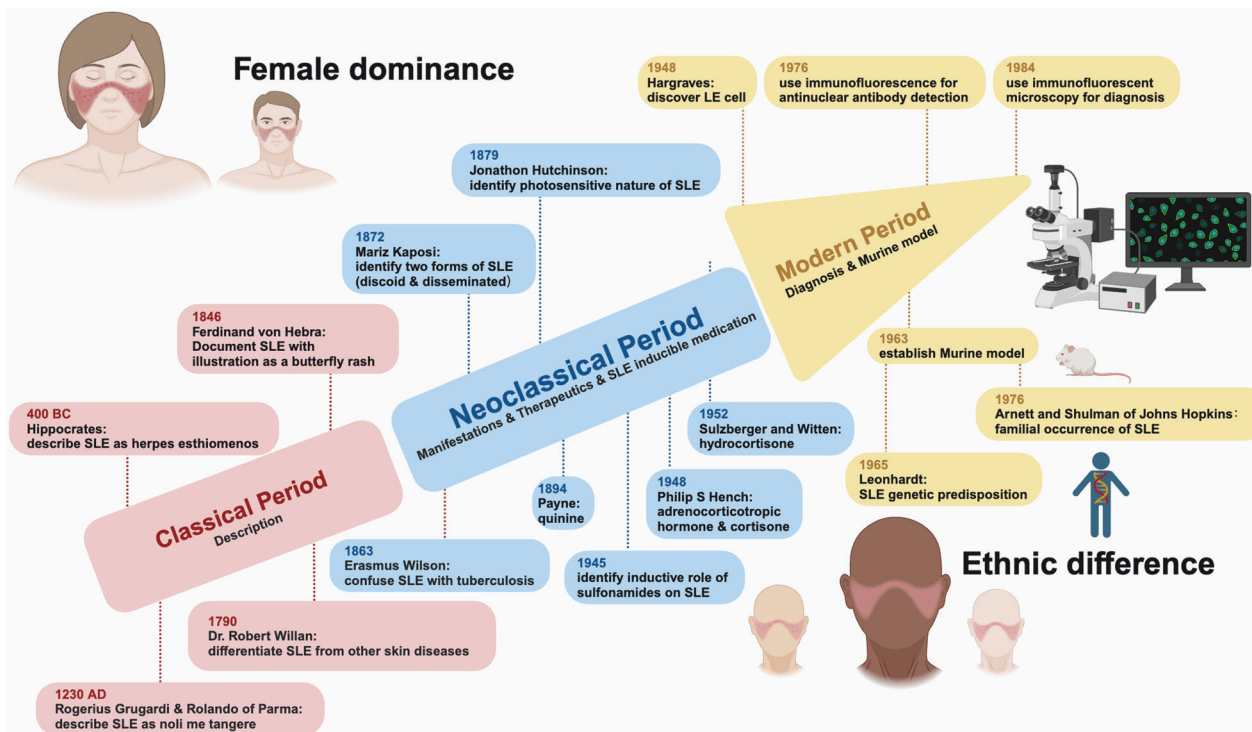 Female dominance
1948
Hargraves:
discover LE cell
1976
use immunofluorescence for
antinuclear antibody detection
1984
use immunofluorescent
microscopy for diagnosis
1879
Jonathon Hutchinson:
identify photosensitive nature of SLE
1872
Mariz Kaposi:
identify two forms of SLE
(discoid & disseminated)
1846
Ferdinand von Hebra:
Document SLE with
illustration as a butterfly rash
400 BC
Hippocrates:
describe SLE as herpes esthiomenos
Classical Period
Description
Neoclassical Period
Manifestations & Therapeutics & SLE inducible medication
Modern Period
Diagnosis & Murine model
1963
establish Murine model
1976
Arnett and Shulman of Johns Hopkins:
familial occurrence of SLE
1965
Leonhardt:
SLE genetic predisposition
1952
Sulzberger and Witten:
hydrocortisone
1948
Philip S Hench:
adrenocorticotropic
hormone & cortisone
1894
Payne:
quinine
1945
identify inductive role of
sulfonamides on SLE
1863
Erasmus Wilson:
confuse SLE with tuberculosis
1790
Dr. Robert Willan:
differentiate SLE from other skin diseases
1230 AD
Rogerius Grugardi & Rolando of Parma:
describe SLE as noli me tangere
Ethnic difference